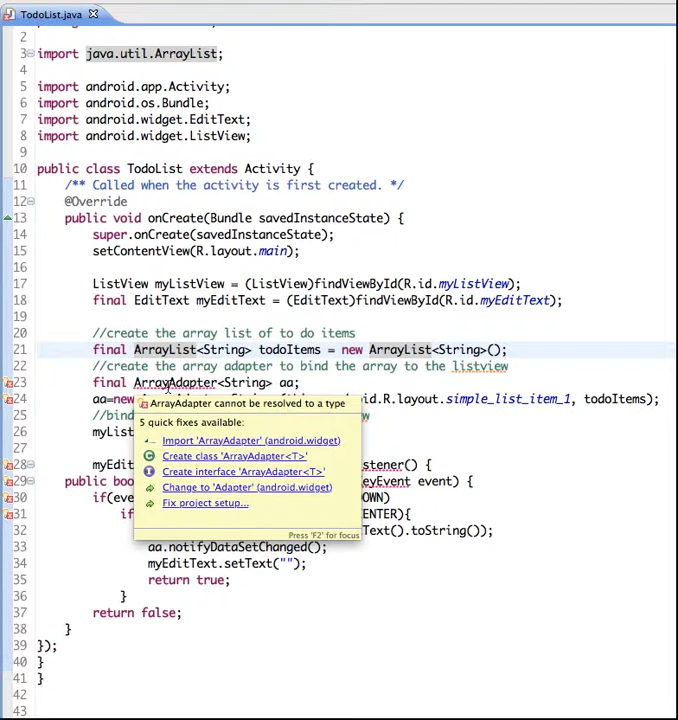 TodoList.java
2
3 import java.util.ArrayList;
4
5 import android.app.Activity;
6 import android.os.Bundle;
7 import android.widget.EditText;
8 import android.widget.ListView;
9
10 public class TodoList extends Activity {
11 /** Called when the activity is first created. */
12 @Override
13 public void onCreate(Bundle savedInstanceState) {
14 super.onCreate(savedInstanceState);
15 setContentView(R.layout.main);
16
17 ListView myListView = (ListView)findViewById(R.id.myListView);
18 final EditText myEditText = (EditText)findViewById(R.id.myEditText);
19
20 //create the array list of to do items
21 final ArrayList<String> todoItems = new ArrayList<String>();
22 //create the array adapter to bind the array to the listview
23 final ArrayAdapter<String> aa;
24 aa=new .R.layout.simple_list_item_1, todoItems);
ArrayAdapter cannot be resolved to a type
25 //bin
5 quick fixes available:
26 myList
27
Import 'ArrayAdapter' (android.widget)
Create class 'ArrayAdapter<T>'
28 myEdi stener() {
Create interface 'ArrayAdapter<T>'
29 public boo eyEvent event) {
Change to 'Adapter' (android.widget)
30 if(eve OWN)
Fix project setup...
31 if ENTER){
32 Text().toString());
Press 'F2' for focus
33 aa.notifyDataSetChanged();
34 myEditText.setText("");
35 return true;
36 }
37 return false;
38 }
39 });
40 }
41 }
42
43